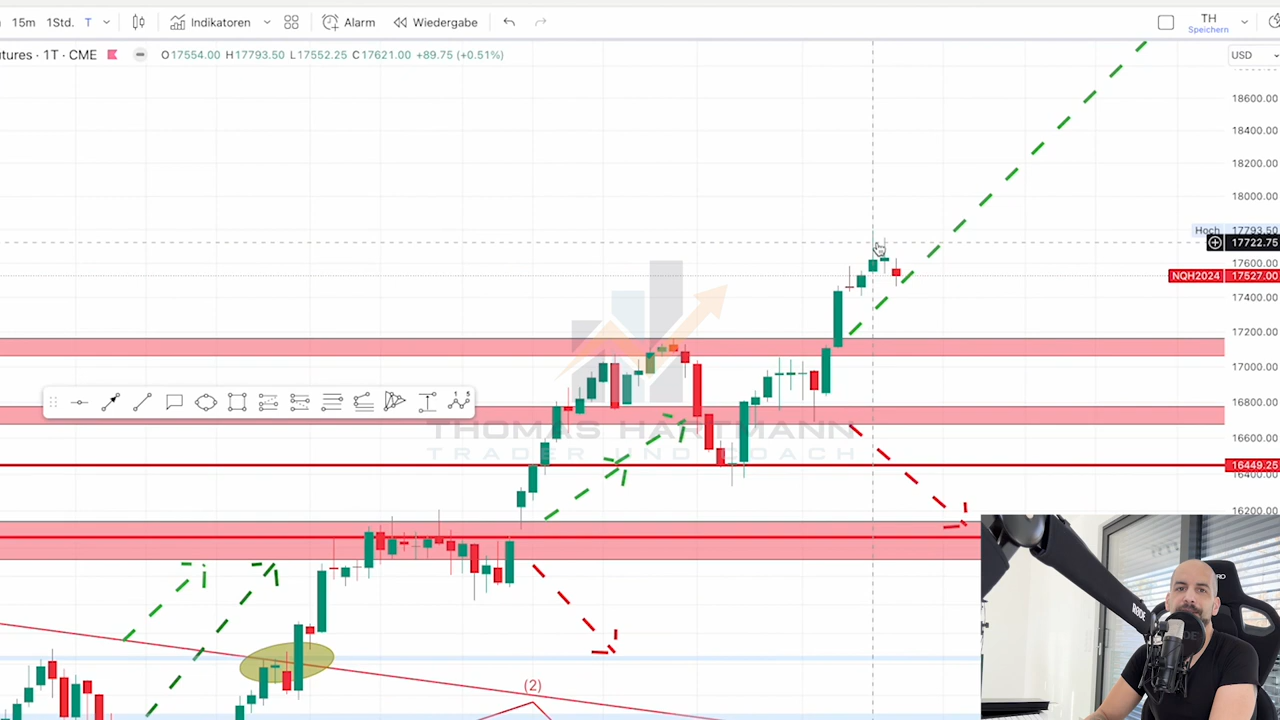 15m 1Std. T Indikatoren Alarm Wiedergabe TH
Speichern
utures · 1T · CME O17554.00 H17793.50 L17552.25 C17621.00 +89.75 (+0.51%) USD
18600.00
18400.00
18200.00
18000.00
Hoch 17793.50
17722.75
17600.00
NQH2024 17527.00
17400.00
17200.00
17000.00
16800.00
THOMAS HARTMANN
TRADER UND COACH
16600.00
16449.25
16400.00
16200.00
(2)
RØDE